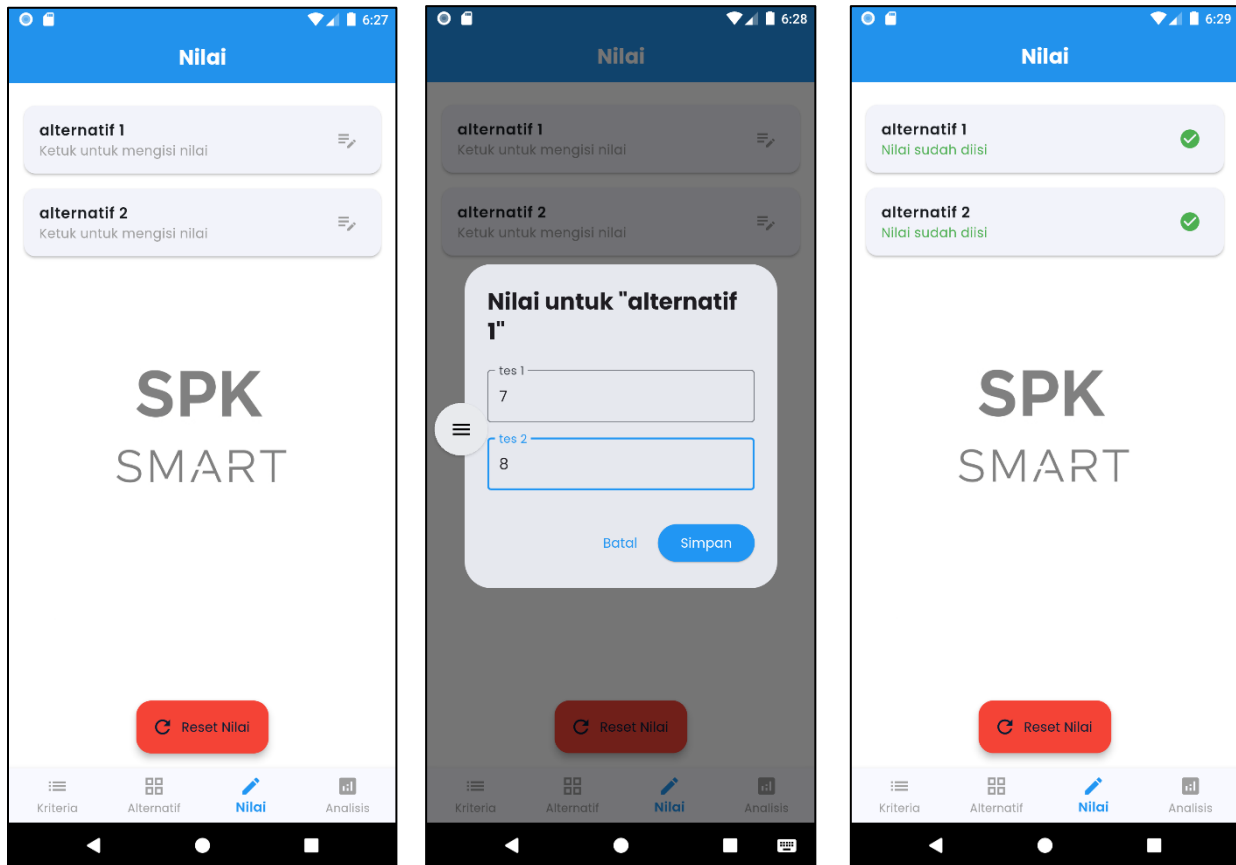 6:27
Nilai
alternatif 1
Ketuk untuk mengisi nilai
alternatif 2
Ketuk untuk mengisi nilai
SPK
SMART
Reset Nilai
Kriteria
Alternatif
Nilai
Analisis
6:28
Nilai
alternatif 1
Ketuk untuk mengisi nilai
alternatif 2
Ketuk untuk mengisi nilai
Nilai untuk "alternatif
1"
tes 1
7
tes 2
8
Batal
Simpan
Reset Nilai
Kriteria
Alternatif
Nilai
Analisis
6:29
Nilai
alternatif 1
Nilai sudah diisi
alternatif 2
Nilai sudah diisi
SPK
SMART
Reset Nilai
Kriteria
Alternatif
Nilai
Analisis